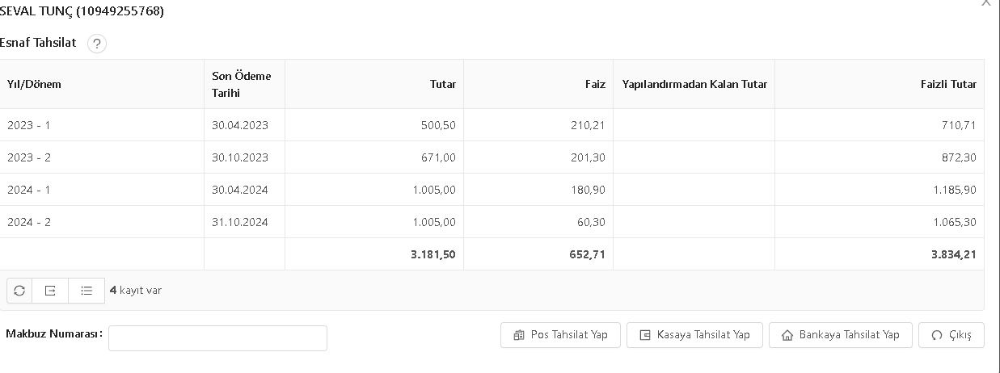 SEVAL TUNÇ (10949255768)
Esnaf Tahsilat ?
Yıl/Dönem Son Ödeme Tarihi Tutar Faiz Yapılandırmadan Kalan Tutar Faizli Tutar
2023 - 1 30.04.2023 500,50 210,21 710,71
2023 - 2 30.10.2023 671,00 201,30 872,30
2024 - 1 30.04.2024 1.005,00 180,90 1.185,90
2024 - 2 31.10.2024 1.005,00 60,30 1.065,30
3.181,50 652,71 3.834,21
4 kayıt var
Makbuz Numarası: Pos Tahsilat Yap Kasaya Tahsilat Yap Bankaya Tahsilat Yap Çıkış